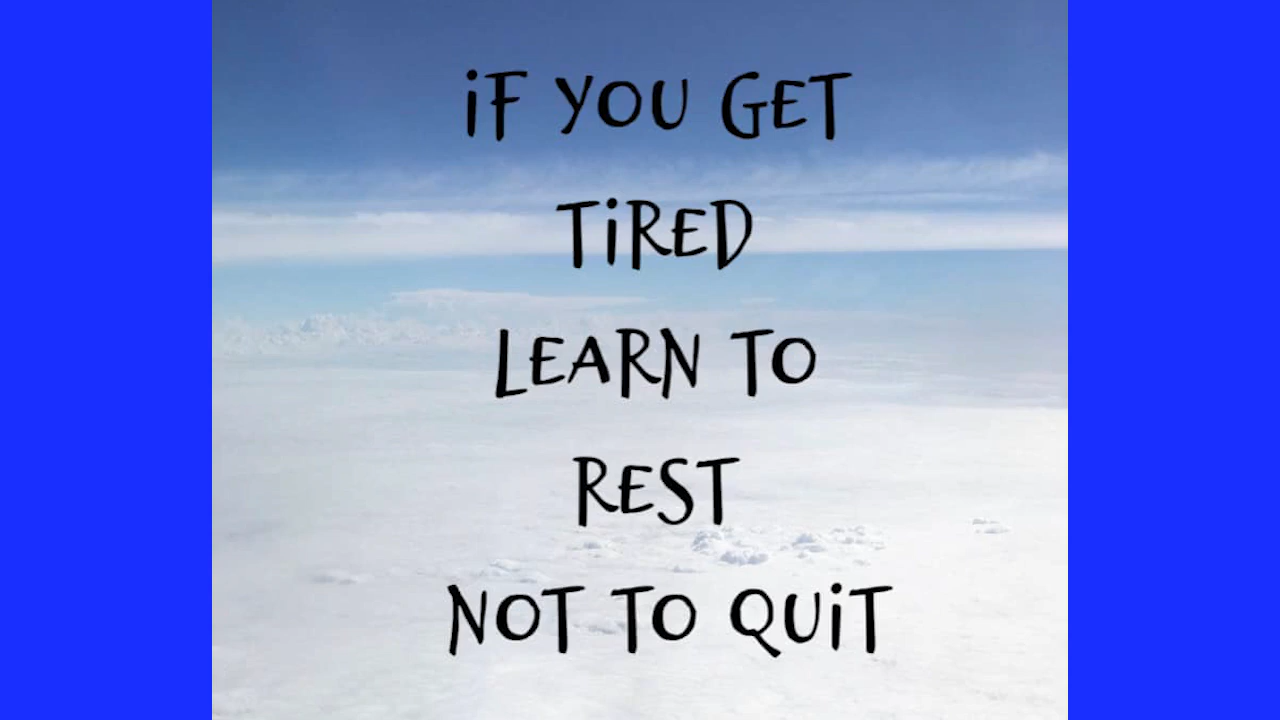 iF YOU GET
TiRED
LEARN TO
REST
NOT TO QUiT